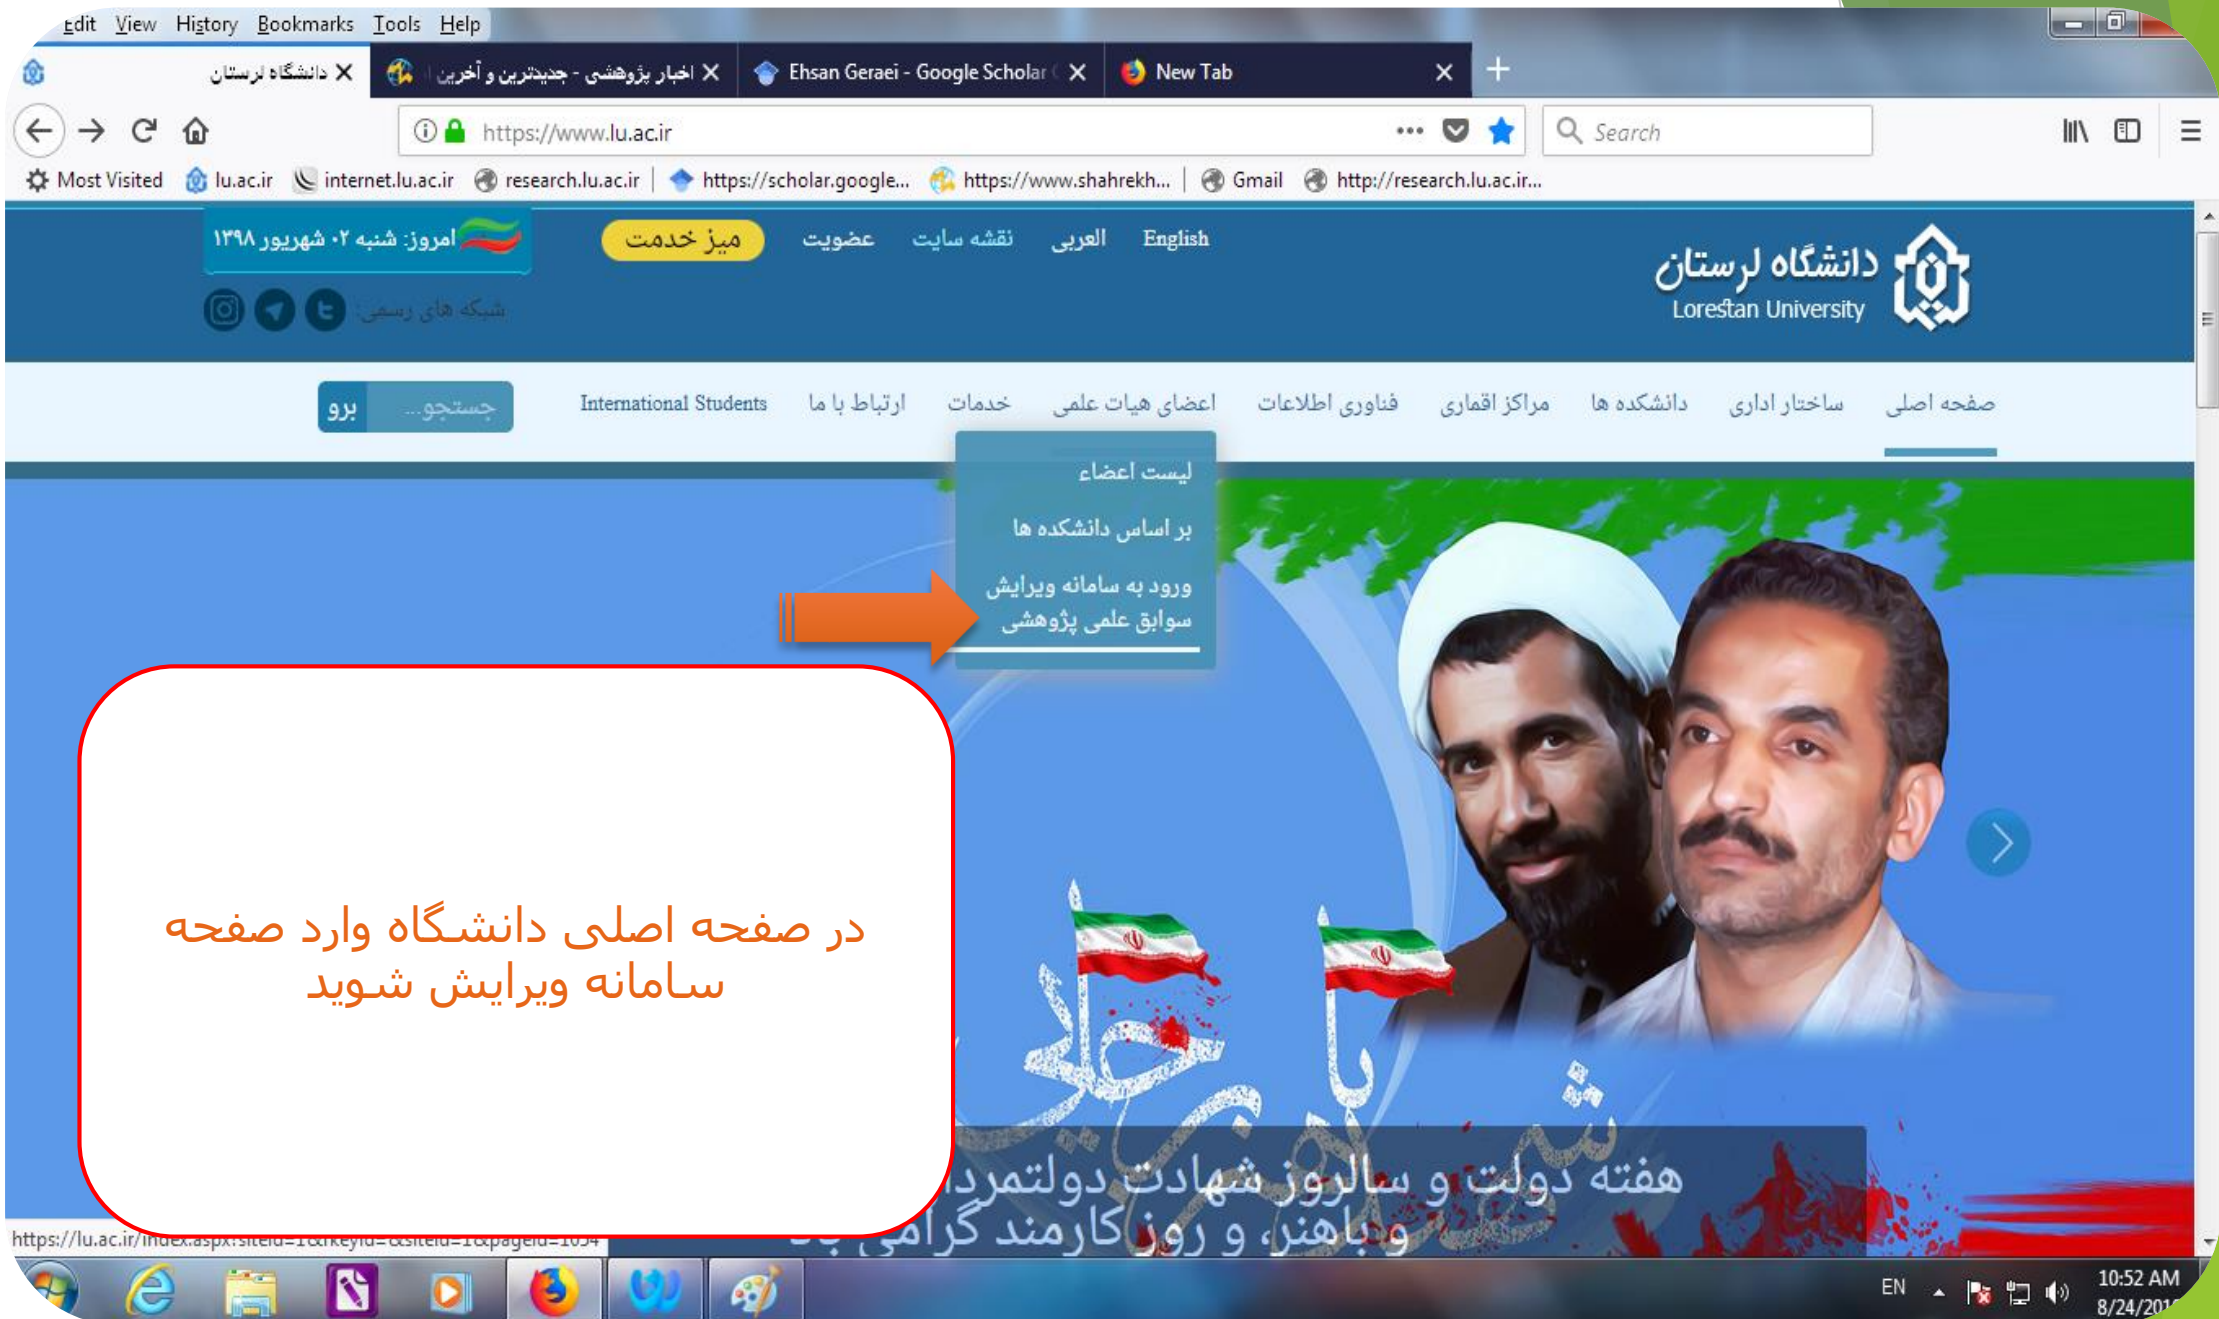 Edit View History Bookmarks Tools Help
دانشگاه لرستان
اخبار پژوهشی - جدیدترین و آخرین
Ehsan Geraei - Google Scholar
New Tab
https://www.lu.ac.ir
Search
Most Visited lu.ac.ir internet.lu.ac.ir research.lu.ac.ir https://scholar.google... https://www.shahrekh... Gmail http://research.lu.ac.ir...
دانشگاه لرستان
Lorestan University
English العربی نقشه سایت عضویت میز خدمت
امروز: شنبه ۰۲ شهریور ۱۳۹۸
شبکه های رسمی:
صفحه اصلی ساختار اداری دانشکده ها مراکز اقماری فناوری اطلاعات اعضای هیات علمی خدمات ارتباط با ما International Students جستجو... برو
لیست اعضاء
بر اساس دانشکده ها
ورود به سامانه ویرایش
سوابق علمی پژوهشی
در صفحه اصلی دانشگاه وارد صفحه
سامانه ویرایش شوید
هفته دولت و سالروز شهادت
و باهنر، و روز کارمند گرامی باد
EN
10:52 AM